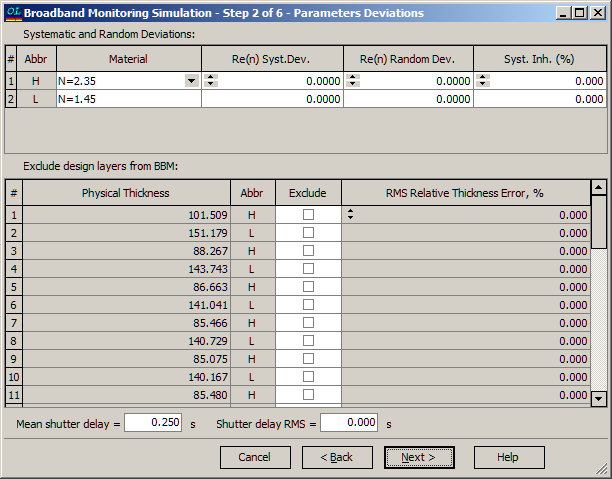 OL Broadband Monitoring Simulation - Step 2 of 6 - Parameters Deviations
Systematic and Random Deviations:
# Abbr Material Re(n) Syst.Dev. Re(n) Random Dev. Syst. Inh. (%)
1 H N=2.35 0.0000 0.0000 0.000
2 L N=1.45 0.0000 0.0000 0.000
Exclude design layers from BBM:
# Physical Thickness Abbr Exclude RMS Relative Thickness Error, %
1 101.509 H 0.000
2 151.179 L 0.000
3 88.267 H 0.000
4 143.743 L 0.000
5 86.663 H 0.000
6 141.041 L 0.000
7 85.466 H 0.000
8 140.729 L 0.000
9 85.075 H 0.000
10 140.167 L 0.000
11 85.480 H 0.000
Mean shutter delay = 0.250 s Shutter delay RMS = 0.000 s
Cancel < Back Next > Help